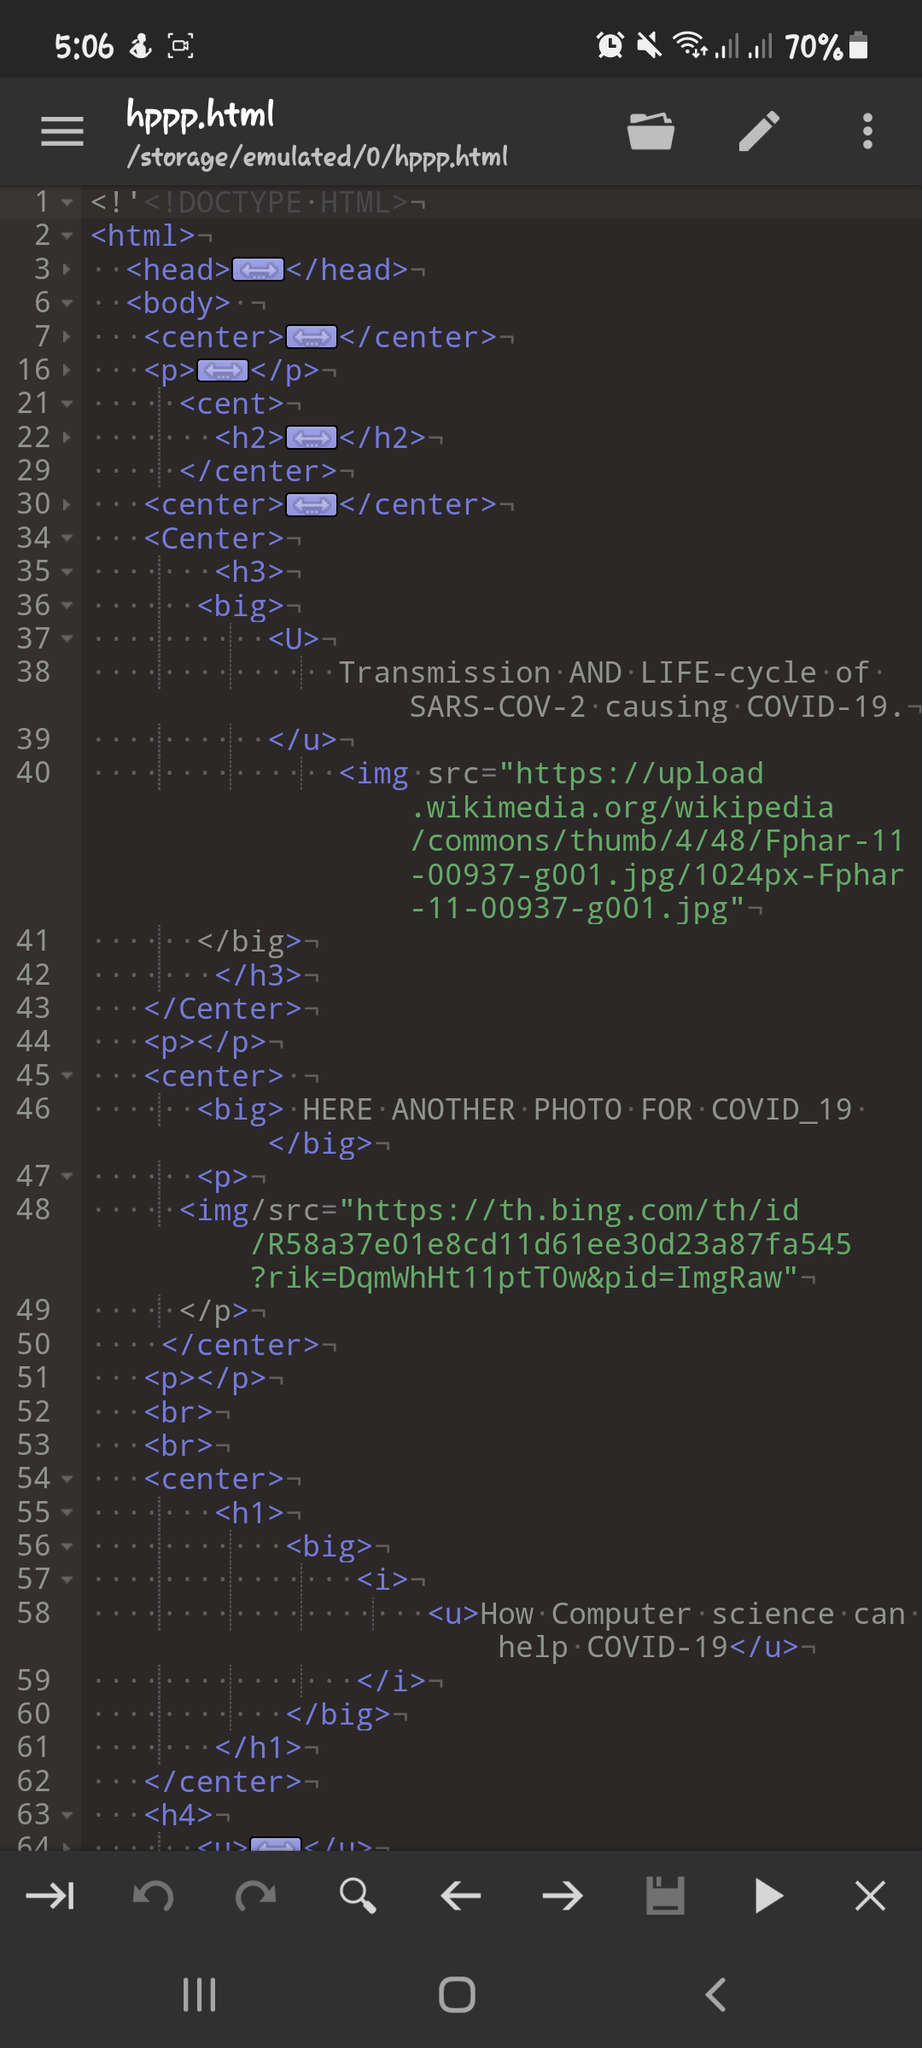 5:06 70%
hppp.html
/storage/emulated/0/hppp.html
1 <!'<!DOCTYPE HTML>
2 <html>
3 <head></head>
6 <body>
7 <center></center>
16 <p></p>
21 <cent>
22 <h2></h2>
29 </center>
30 <center></center>
34 <Center>
35 <h3>
36 <big>
37 <U>
38 Transmission AND LIFE-cycle of
SARS-COV-2 causing COVID-19.
39 </u>
40 <img src="https://upload
.wikimedia.org/wikipedia
/commons/thumb/4/48/Fphar-11
-00937-g001.jpg/1024px-Fphar
-11-00937-g001.jpg"
41 </big>
42 </h3>
43 </Center>
44 <p></p>
45 <center>
46 <big> HERE ANOTHER PHOTO FOR COVID_19
</big>
47 <p>
48 <img/src="https://th.bing.com/th/id
/R58a37e01e8cd11d61ee30d23a87fa545
?rik=DqmWhHt11ptT0w&pid=ImgRaw"
49 </p>
50 </center>
51 <p></p>
52 <br>
53 <br>
54 <center>
55 <h1>
56 <big>
57 <i>
58 <u>How Computer science can
help COVID-19</u>
59 </i>
60 </big>
61 </h1>
62 </center>
63 <h4>
64 <u></u>